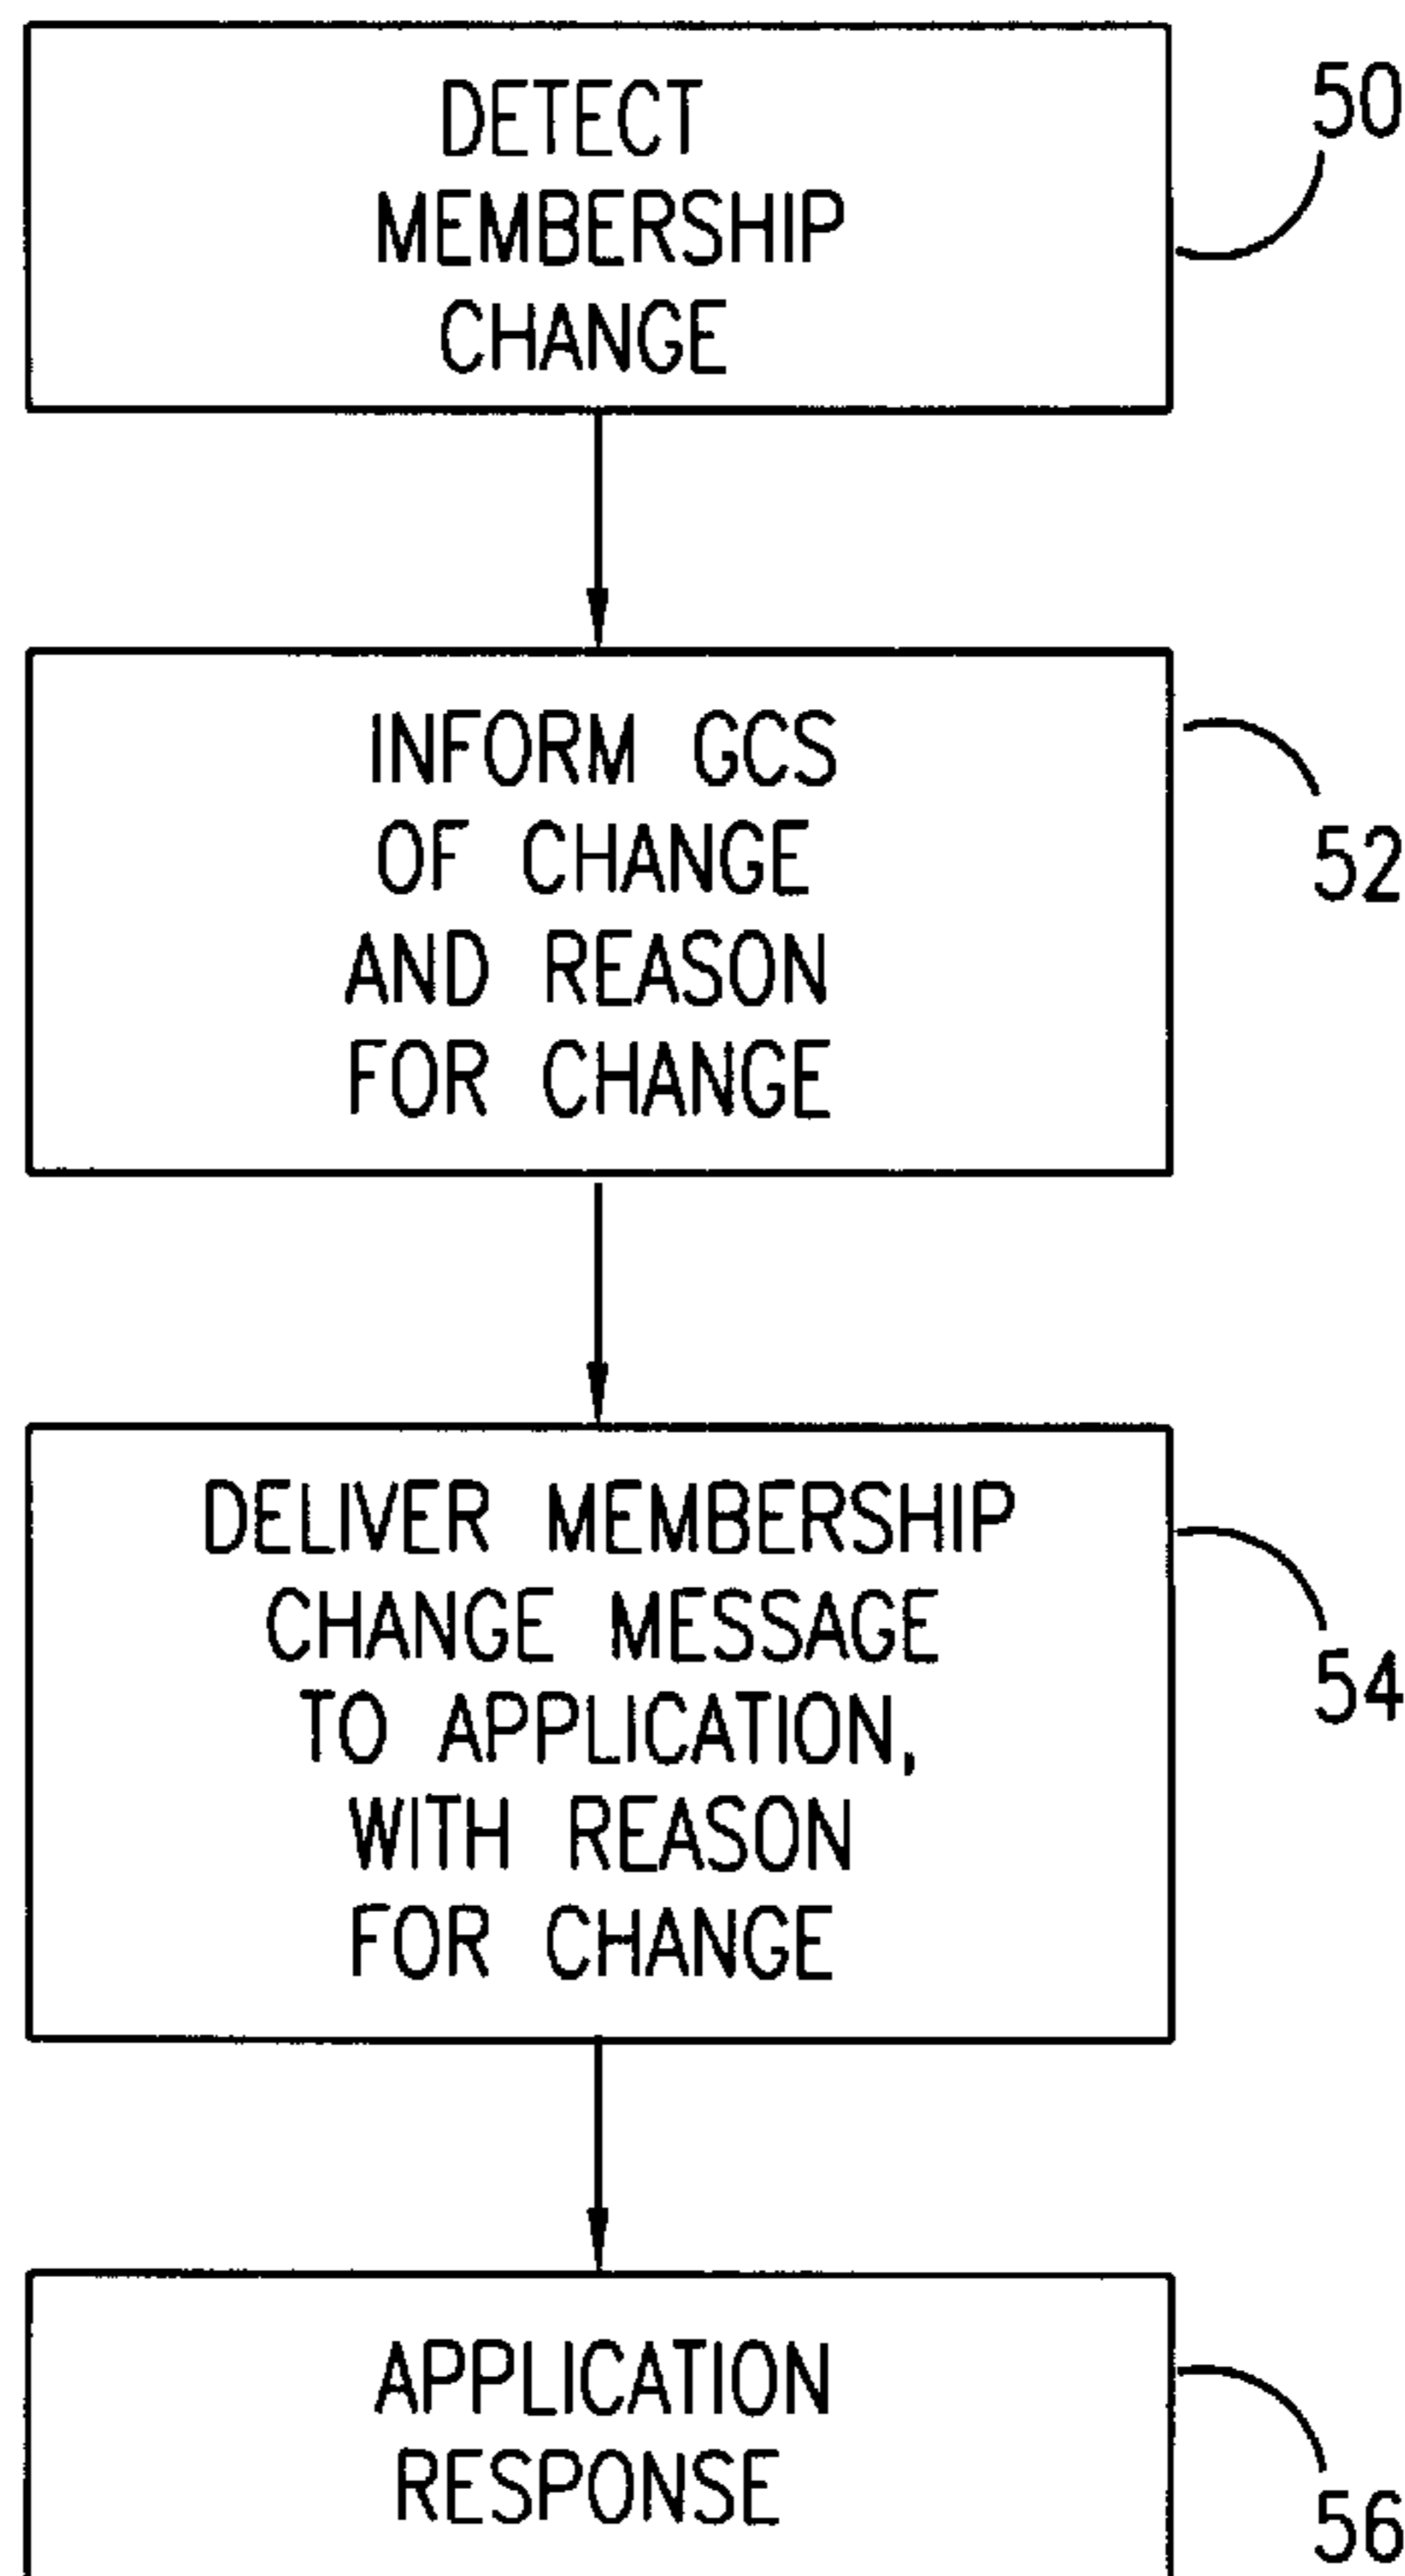 DETECT
MEMBERSHIP
CHANGE
50
INFORM GCS
OF CHANGE
AND REASON
FOR CHANGE
52
DELIVER MEMBERSHIP
CHANGE MESSAGE
TO APPLICATION,
WITH REASON
FOR CHANGE
54
APPLICATION
RESPONSE
56